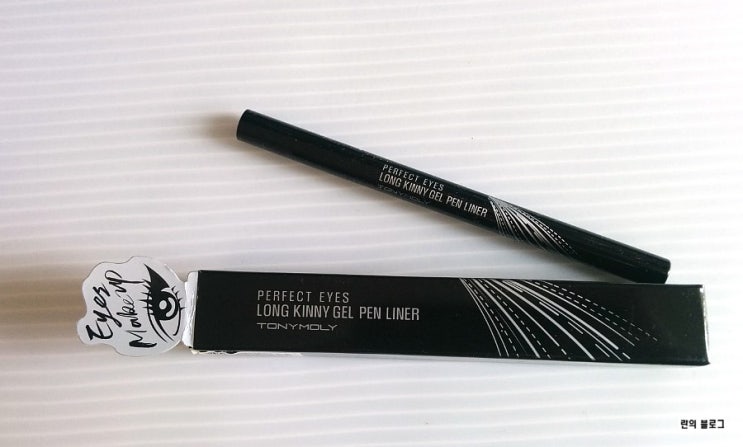 PERFECT EYES
LONG KINNY GEL PEN LINER
TONYMOLY
Eyes
Make up
PERFECT EYES
LONG KINNY GEL PEN LINER
TONYMOLY
란의 블로그